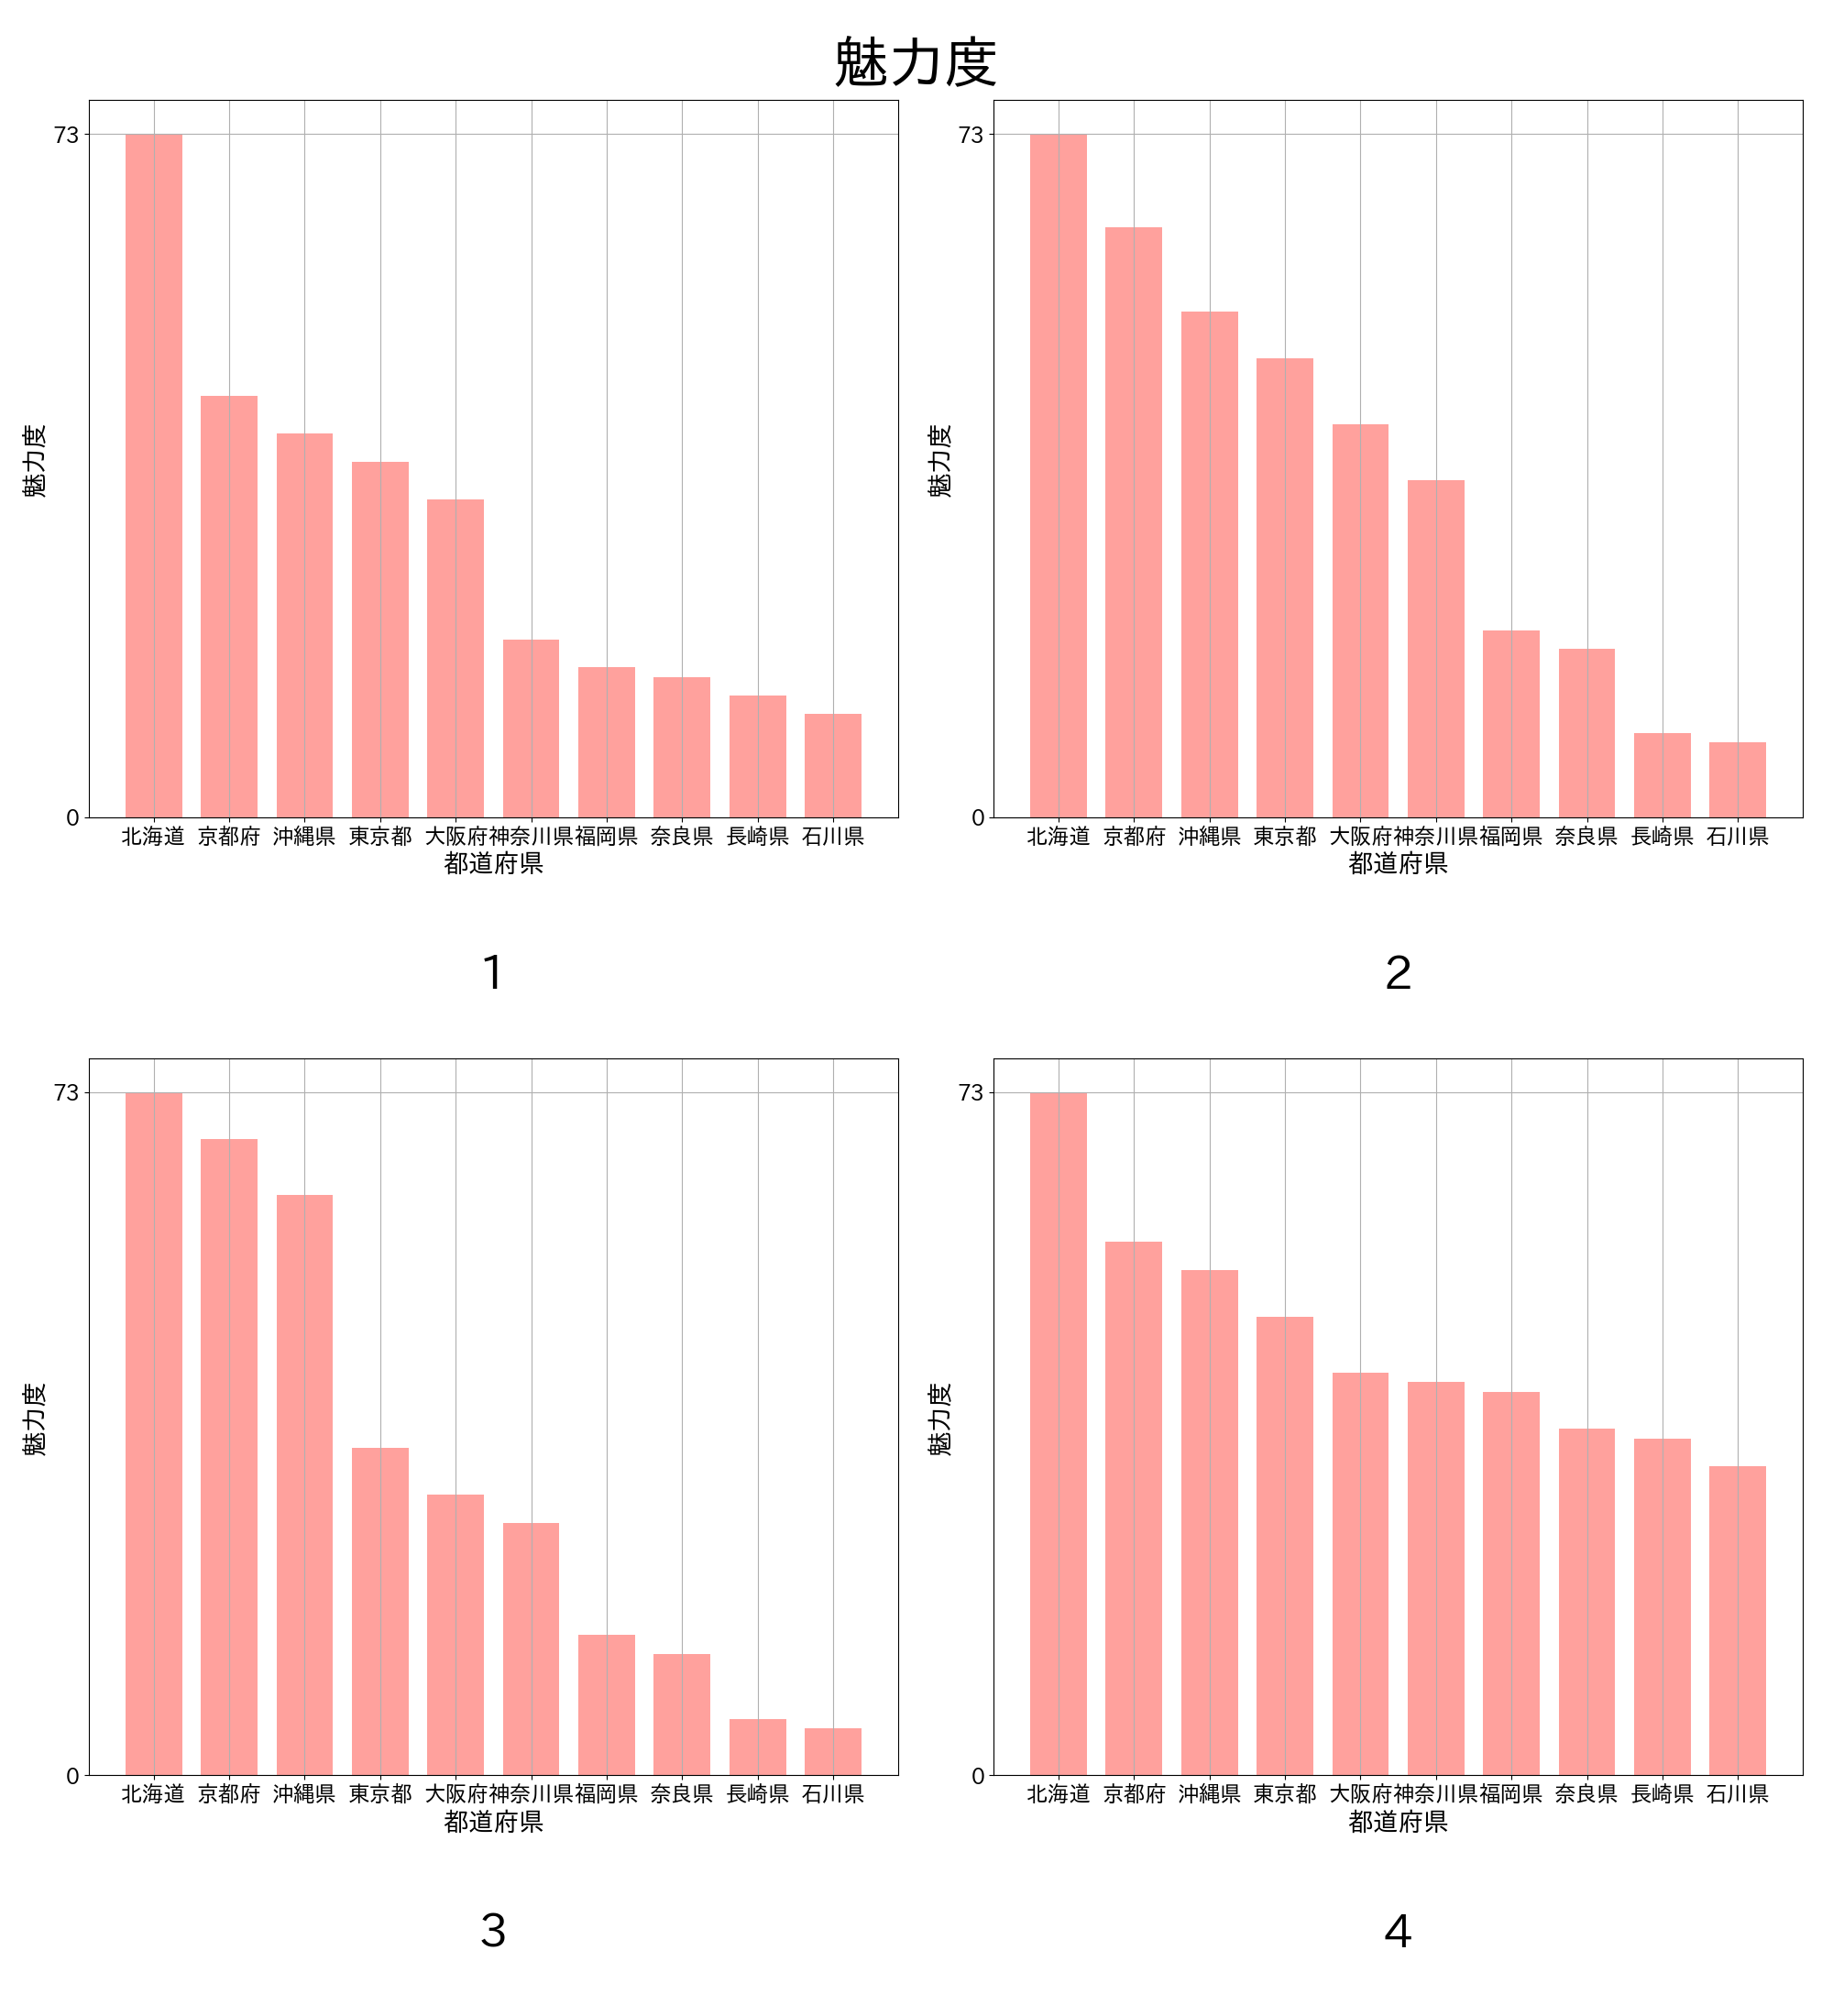 魅力度
73
魅力度
0
北海道 京都府 沖縄県 東京都 大阪府 神奈川県 福岡県 奈良県 長崎県 石川県
都道府県
1
73
魅力度
0
北海道 京都府 沖縄県 東京都 大阪府 神奈川県 福岡県 奈良県 長崎県 石川県
都道府県
2
73
魅力度
0
北海道 京都府 沖縄県 東京都 大阪府 神奈川県 福岡県 奈良県 長崎県 石川県
都道府県
3
73
魅力度
0
北海道 京都府 沖縄県 東京都 大阪府 神奈川県 福岡県 奈良県 長崎県 石川県
都道府県
4